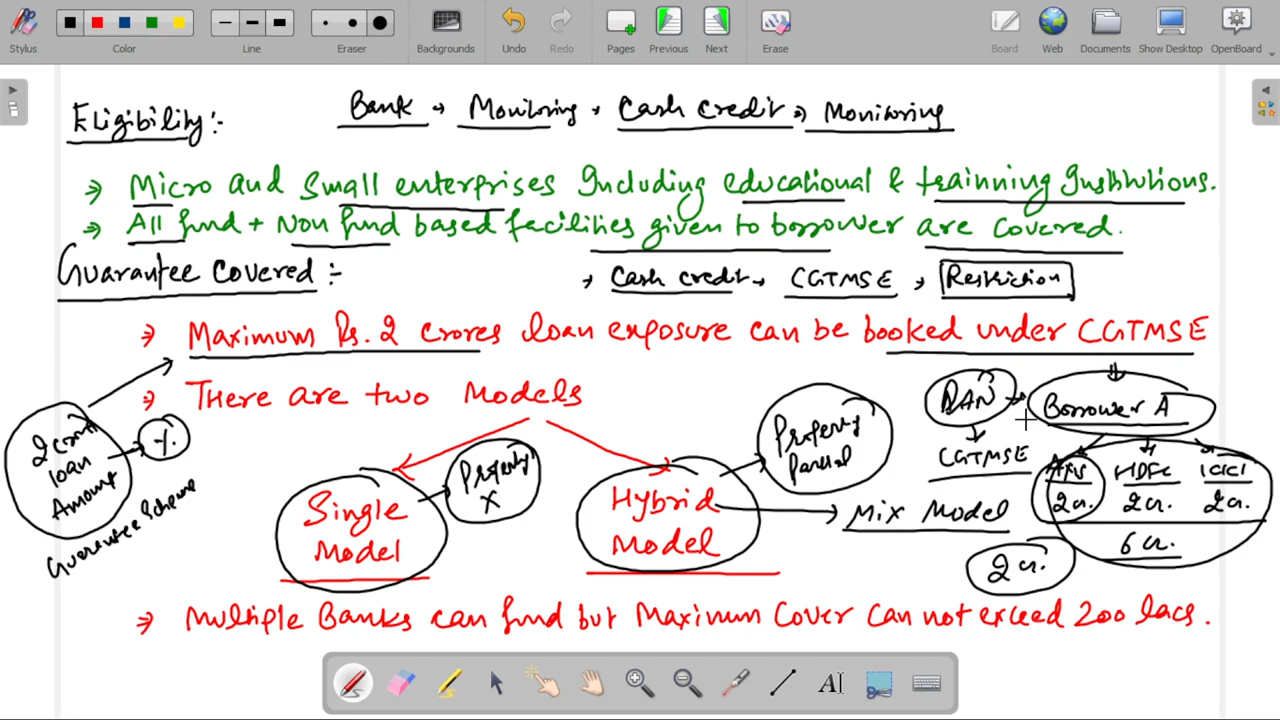 Stylus Color Line Eraser Backgrounds Undo Redo Pages Previous Next Erase Board Web Documents Show Desktop OpenBoard
Eligibility :-
Bank → Monitoring → Cash credit → Monitoring
→ Micro and Small enterprises Including educational & trainning Institutions.
→ All fund + Non fund based facilities given to borrower are covered.
Guarantee Covered :-
→ Cash credit → CGTMSE → Restriction
→ Maximum Rs. 2 crores loan exposure can be booked under CGTMSE
→ There are two Models
PAN → Borrower A
CGTMSE
2 crore loan Amount → %
Guarantee Scheme
Single Model
Property X
Hybrid Model
Property partial
Mix Model
HDFC ICICI
2 cr. 2 cr. 2 cr.
6 cr.
2 cr.
→ Multiple Banks can fund but Maximum Cover Can not exceed 200 lacs.
AI